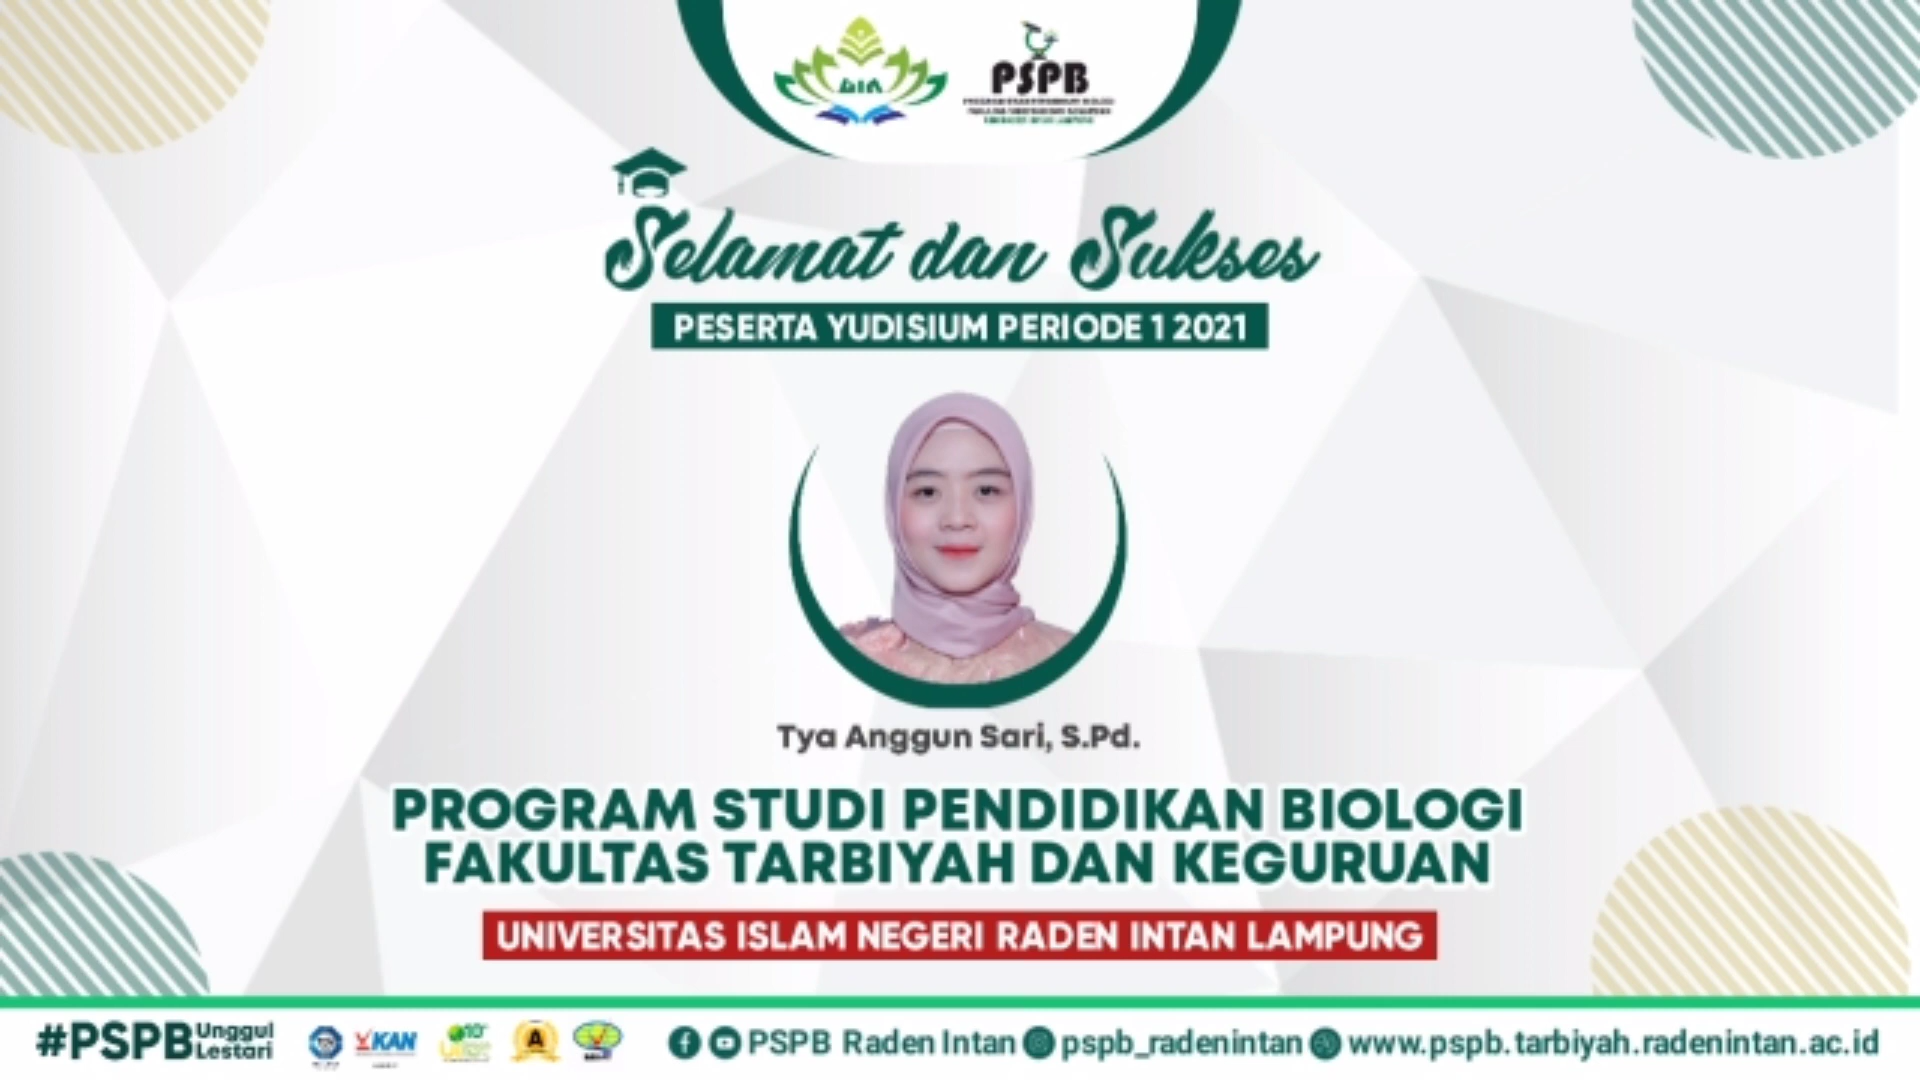 PSPB
Selamat dan Sukses
PESERTA YUDISIUM PERIODE 1 2021
Tya Anggun Sari, S.Pd.
PROGRAM STUDI PENDIDIKAN BIOLOGI
FAKULTAS TARBIYAH DAN KEGURUAN
UNIVERSITAS ISLAM NEGERI RADEN INTAN LAMPUNG
#PSPB Unggul Lestari
KAN
A
PSPB Raden Intan pspb_radenintan www.pspb.tarbiyah.radenintan.ac.id